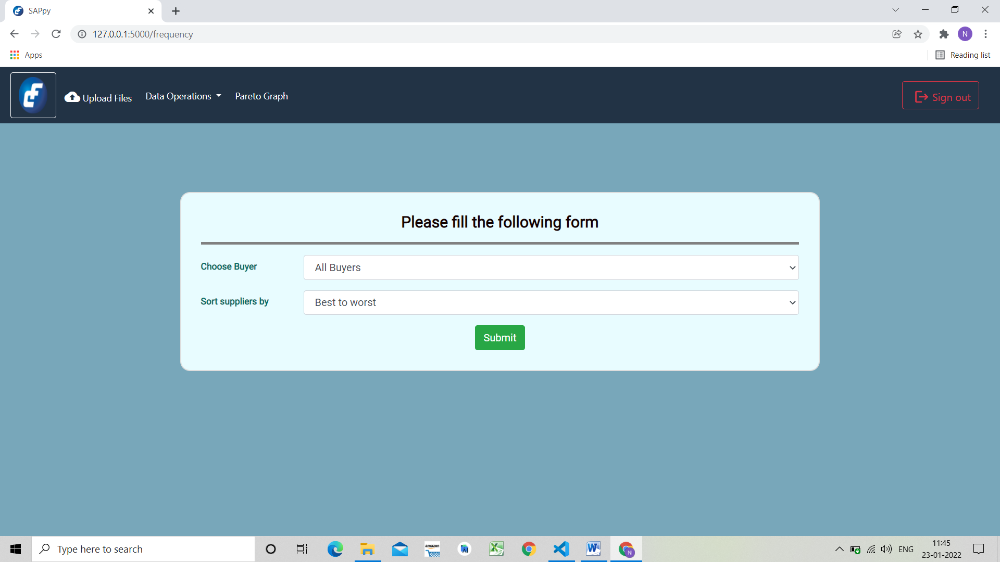 SAPpy
127.0.0.1:5000/frequency
N
Apps
Reading list
Upload Files
Data Operations
Pareto Graph
Sign out
Please fill the following form
Choose Buyer
All Buyers
Sort suppliers by
Best to worst
Submit
Type here to search
amazon
N
ENG
11:45
23-01-2022